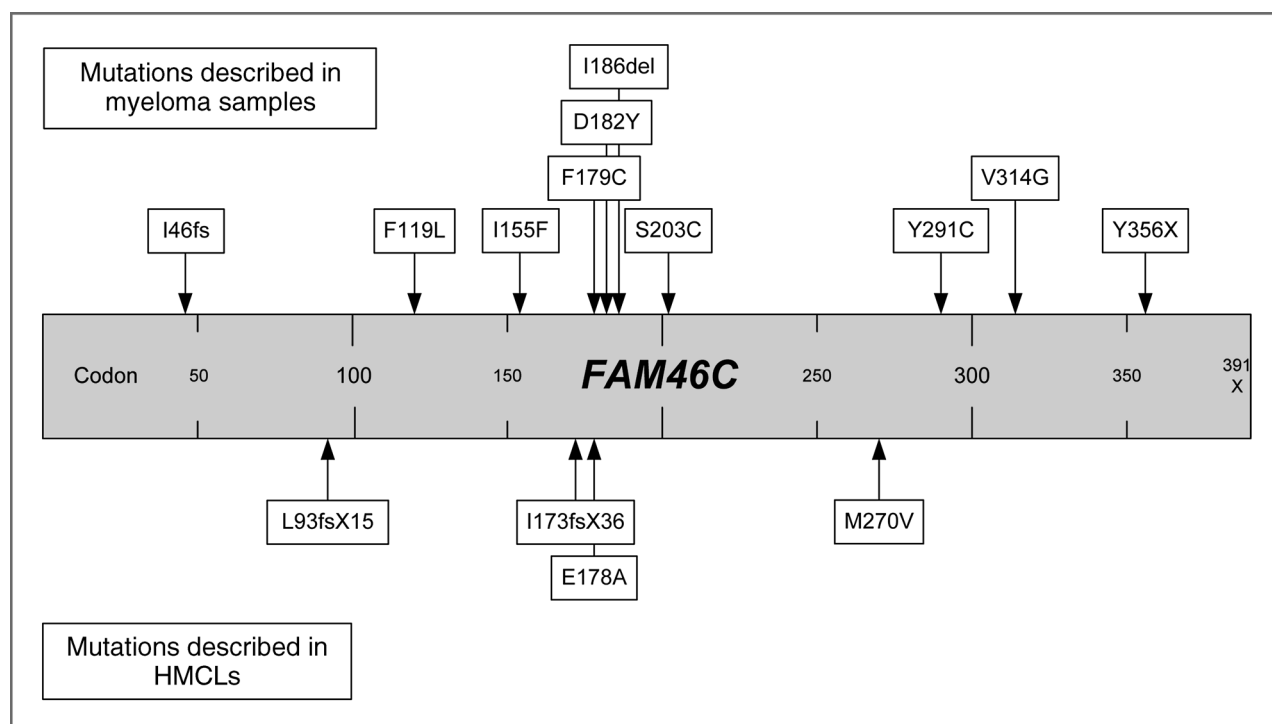 Mutations described in
myeloma samples
I186del
D182Y
F179C
V314G
I46fs
F119L
I155F
S203C
Y291C
Y356X
Codon
50
100
150
FAM46C
250
300
350
391
X
L93fsX15
I173fsX36
M270V
E178A
Mutations described in
HMCLs